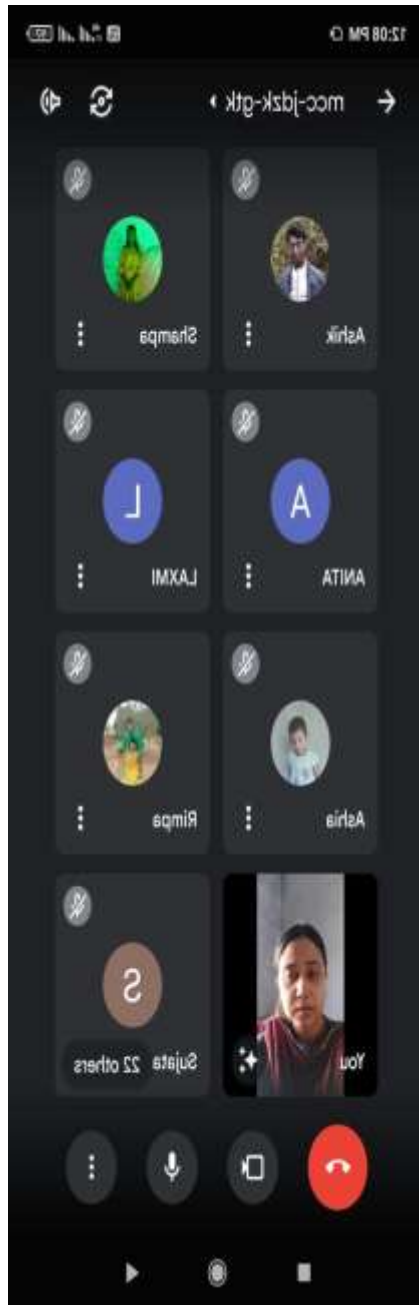 12:08 PM
mcc-jdzk-gtk
Ashik
Shampa
A
L
ANITA
LAXMI
Ashia
Rimpa
S
You
Sujata
22 others